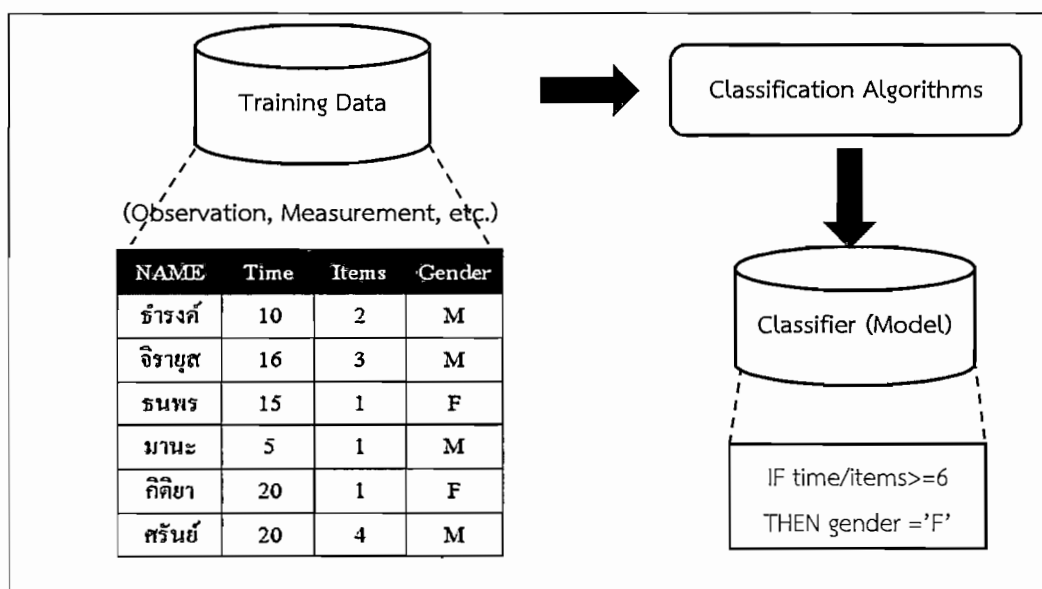 Training Data
Classification Algorithms
(Observation, Measurement, etc.)
NAME Time Items Gender
ธำรงค์ 10 2 M
จิรายุส 16 3 M
ธนพร 15 1 F
มานะ 5 1 M
กิติยา 20 1 F
ศรันย์ 20 4 M
Classifier (Model)
IF time/items>=6
THEN gender ='F'